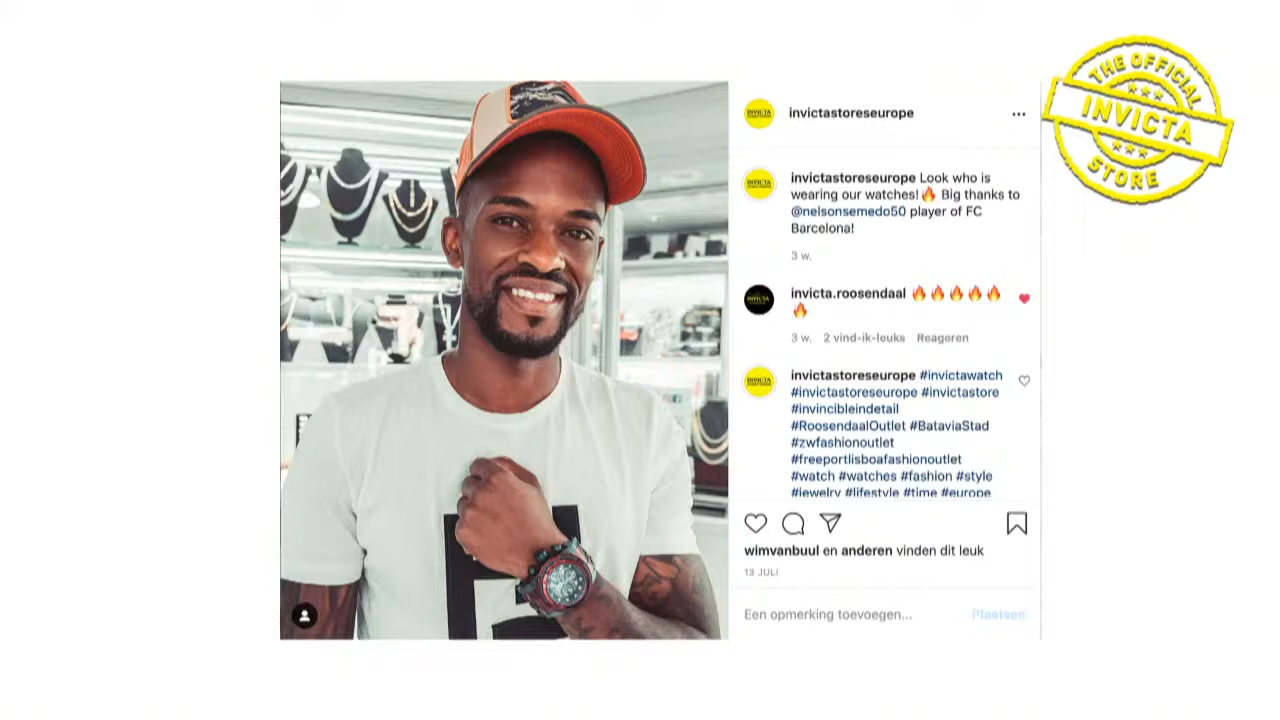 THE OFFICIAL
INVICTA
STORE
invictastoreseurope
invictastoreseurope Look who is
wearing our watches!🔥 Big thanks to
@nelsonsemedo50 player of FC
Barcelona!
3 w.
invicta.roosendaal 🔥🔥🔥🔥🔥
🔥
3 w. 2 vind-ik-leuks Reageren
invictastoreseurope #invictawatch
#invictastoreseurope #invictastore
#invincibleindetail
#RoosendaalOutlet #BataviaStad
#zwfashionoutlet
#freeportlisboafashionoutlet
#watch #watches #fashion #style
#jewelry #lifestyle #time #europe
wimvanbuul en anderen vinden dit leuk
13 JULI
Een opmerking toevoegen... Plaatsen